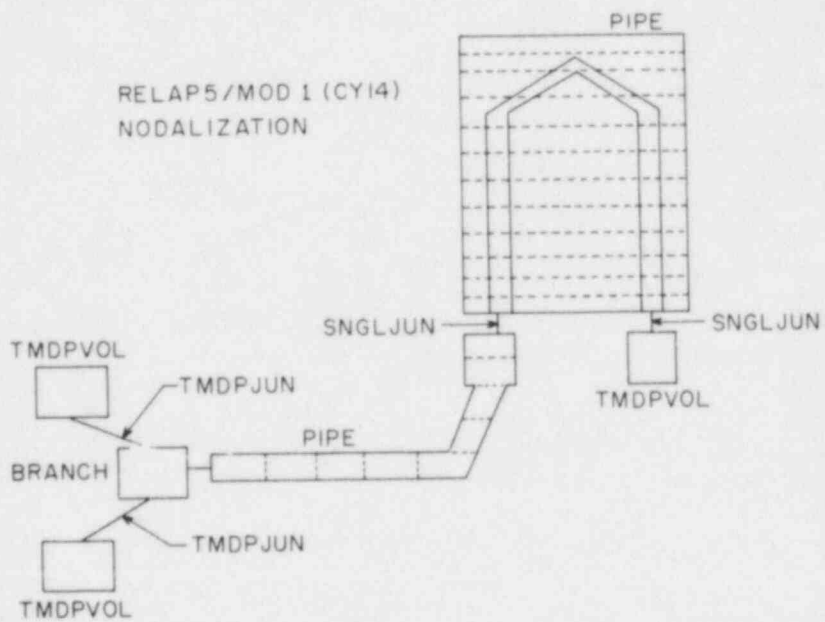 PIPE
RELAP5/MOD 1 (CY14)
NODALIZATION
SNGLJUN
SNGLJUN
TMDPVOL
TMDPJUN
TMDPVOL
PIPE
BRANCH
TMDPJUN
TMDPVOL